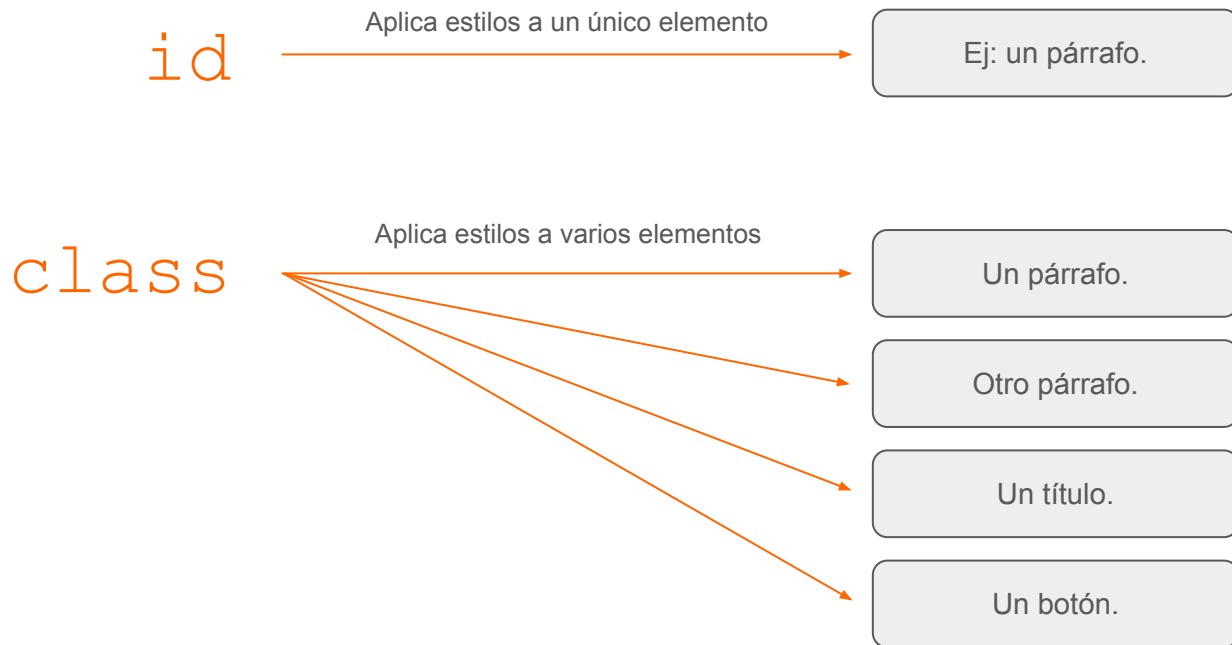 Aplica estilos a un único elemento
id
Ej: un párrafo.
Aplica estilos a varios elementos
class
Un párrafo.
Otro párrafo.
Un título.
Un botón.